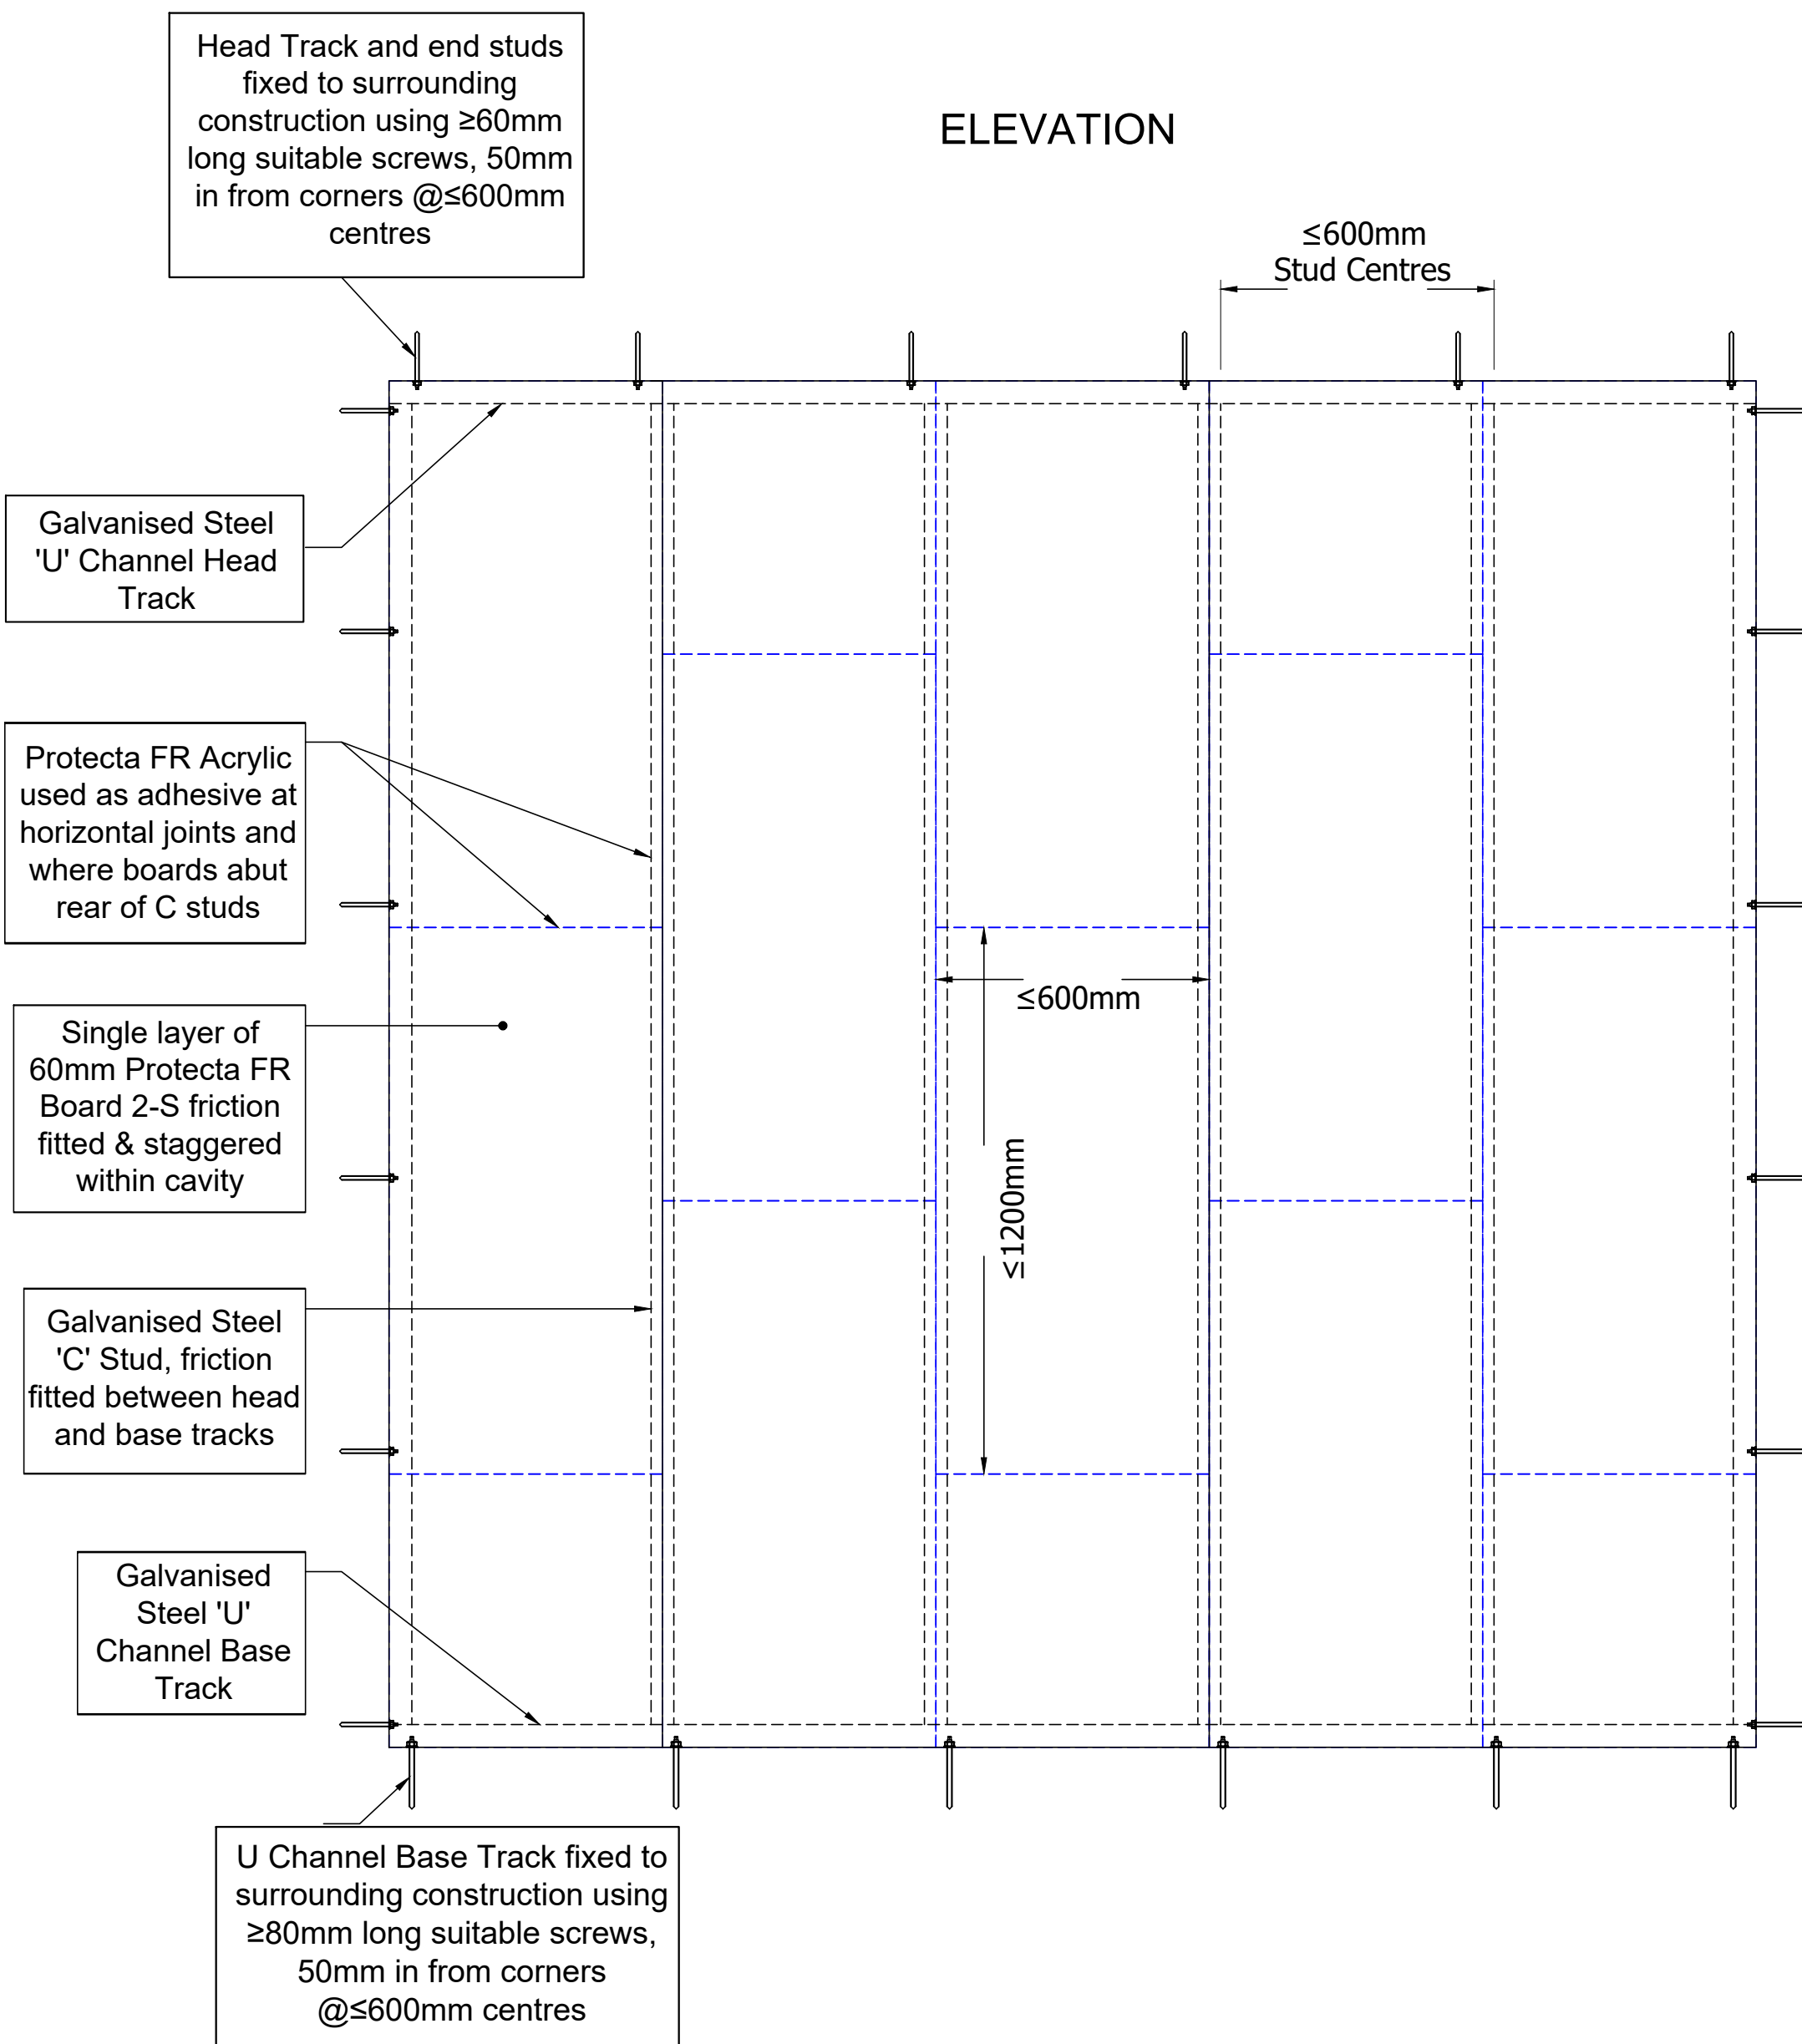 Head Track and end studs
fixed to surrounding
construction using ≥60mm
long suitable screws, 50mm
in from corners @≤600mm
centres
ELEVATION
≤600mm
Stud Centres
Galvanised Steel
'U' Channel Head
Track
Protecta FR Acrylic
used as adhesive at
horizontal joints and
where boards abut
rear of C studs
≤600mm
Single layer of
60mm Protecta FR
Board 2-S friction
fitted & staggered
within cavity
≤1200mm
Galvanised Steel
'C' Stud, friction
fitted between head
and base tracks
Galvanised
Steel 'U'
Channel Base
Track
U Channel Base Track fixed to
surrounding construction using
≥80mm long suitable screws,
50mm in from corners
@≤600mm centres